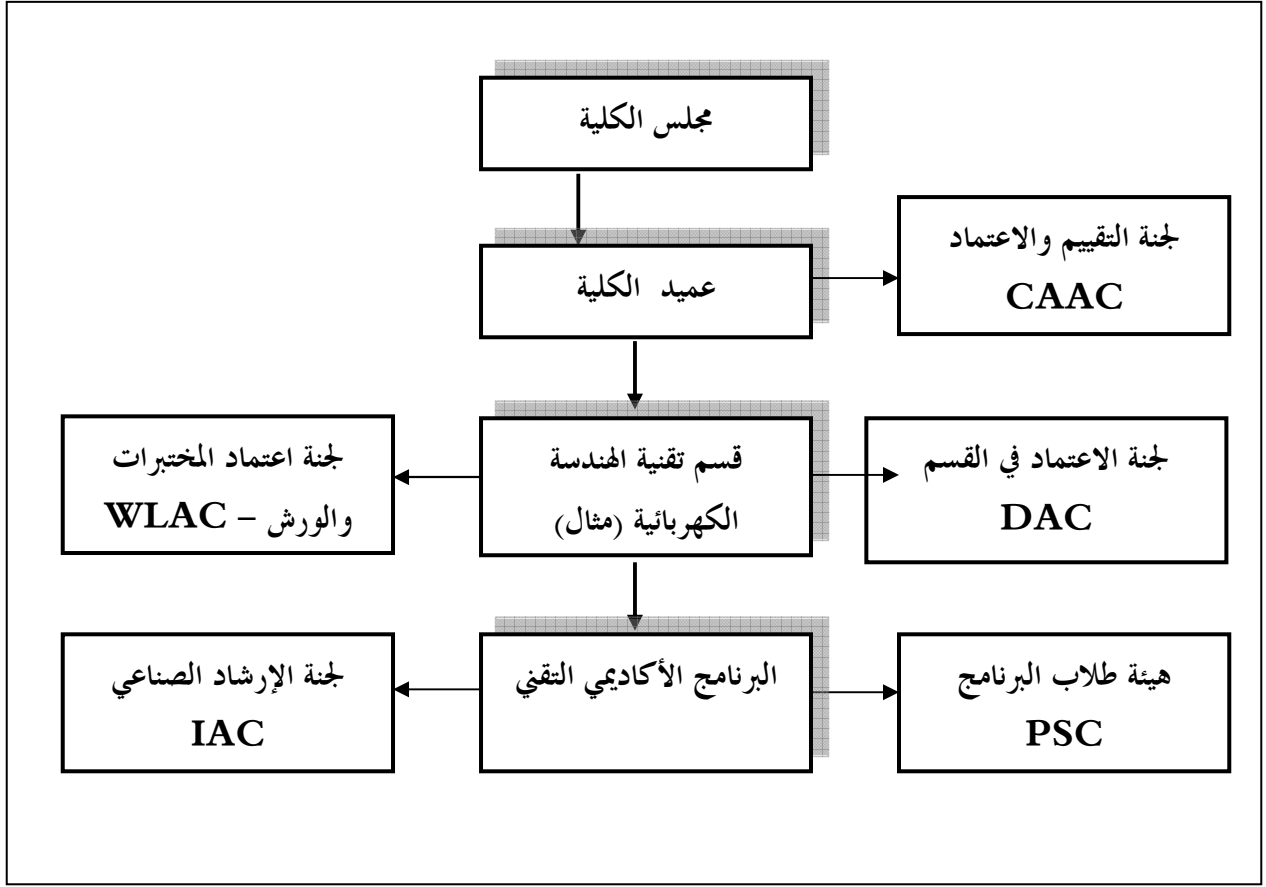 مجلس الكلية
عميد الكلية
لجنة التقييم والاعتماد
CAAC
قسم تقنية الهندسة
الكهربائية (مثال)
لجنة الاعتماد في القسم
DAC
لجنة اعتماد المختبرات
والورش – WLAC
البرنامج الأكاديمي التقني
هيئة طلاب البرنامج
PSC
لجنة الإرشاد الصناعي
IAC